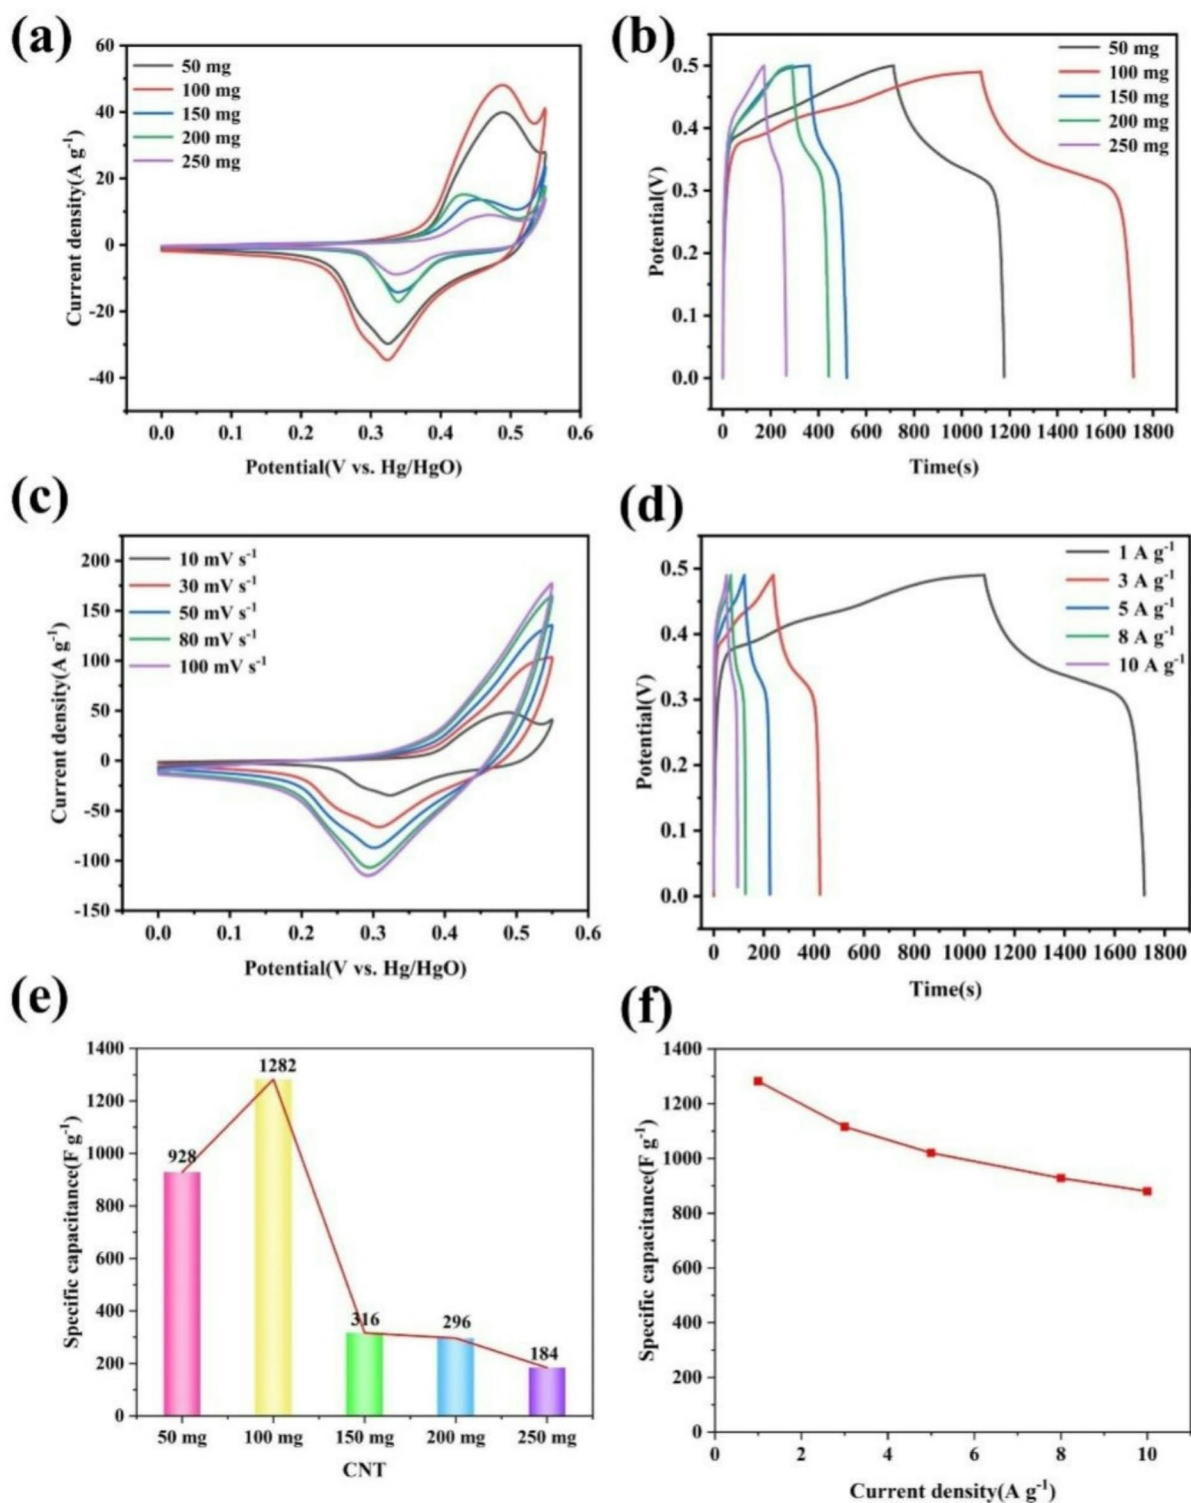 (a)
60
40
20
0
-20
-40
Current density(A g-1)
50 mg
100 mg
150 mg
200 mg
250 mg
0.0 0.1 0.2 0.3 0.4 0.5 0.6
Potential(V vs. Hg/HgO)
(b)
0.5
0.4
0.3
0.2
0.1
0.0
Potential(V)
50 mg
100 mg
150 mg
200 mg
250 mg
0 200 400 600 800 1000 1200 1400 1600 1800
Time(s)
(c)
200
150
100
50
0
-50
-100
-150
Current density(A g-1)
10 mV s-1
30 mV s-1
50 mV s-1
80 mV s-1
100 mV s-1
0.0 0.1 0.2 0.3 0.4 0.5 0.6
Potential(V vs. Hg/HgO)
(d)
0.5
0.4
0.3
0.2
0.1
0.0
Potential(V)
1 A g-1
3 A g-1
5 A g-1
8 A g-1
10 A g-1
0 200 400 600 800 1000 1200 1400 1600 1800
Time(s)
(e)
1400
1200
1000
800
600
400
200
0
Specific capacitance(F g-1)
928
1282
316
296
184
50 mg 100 mg 150 mg 200 mg 250 mg
CNT
(f)
1400
1200
1000
800
600
400
200
0
Specific capacitance(F g-1)
0 2 4 6 8 10
Current density(A g-1)